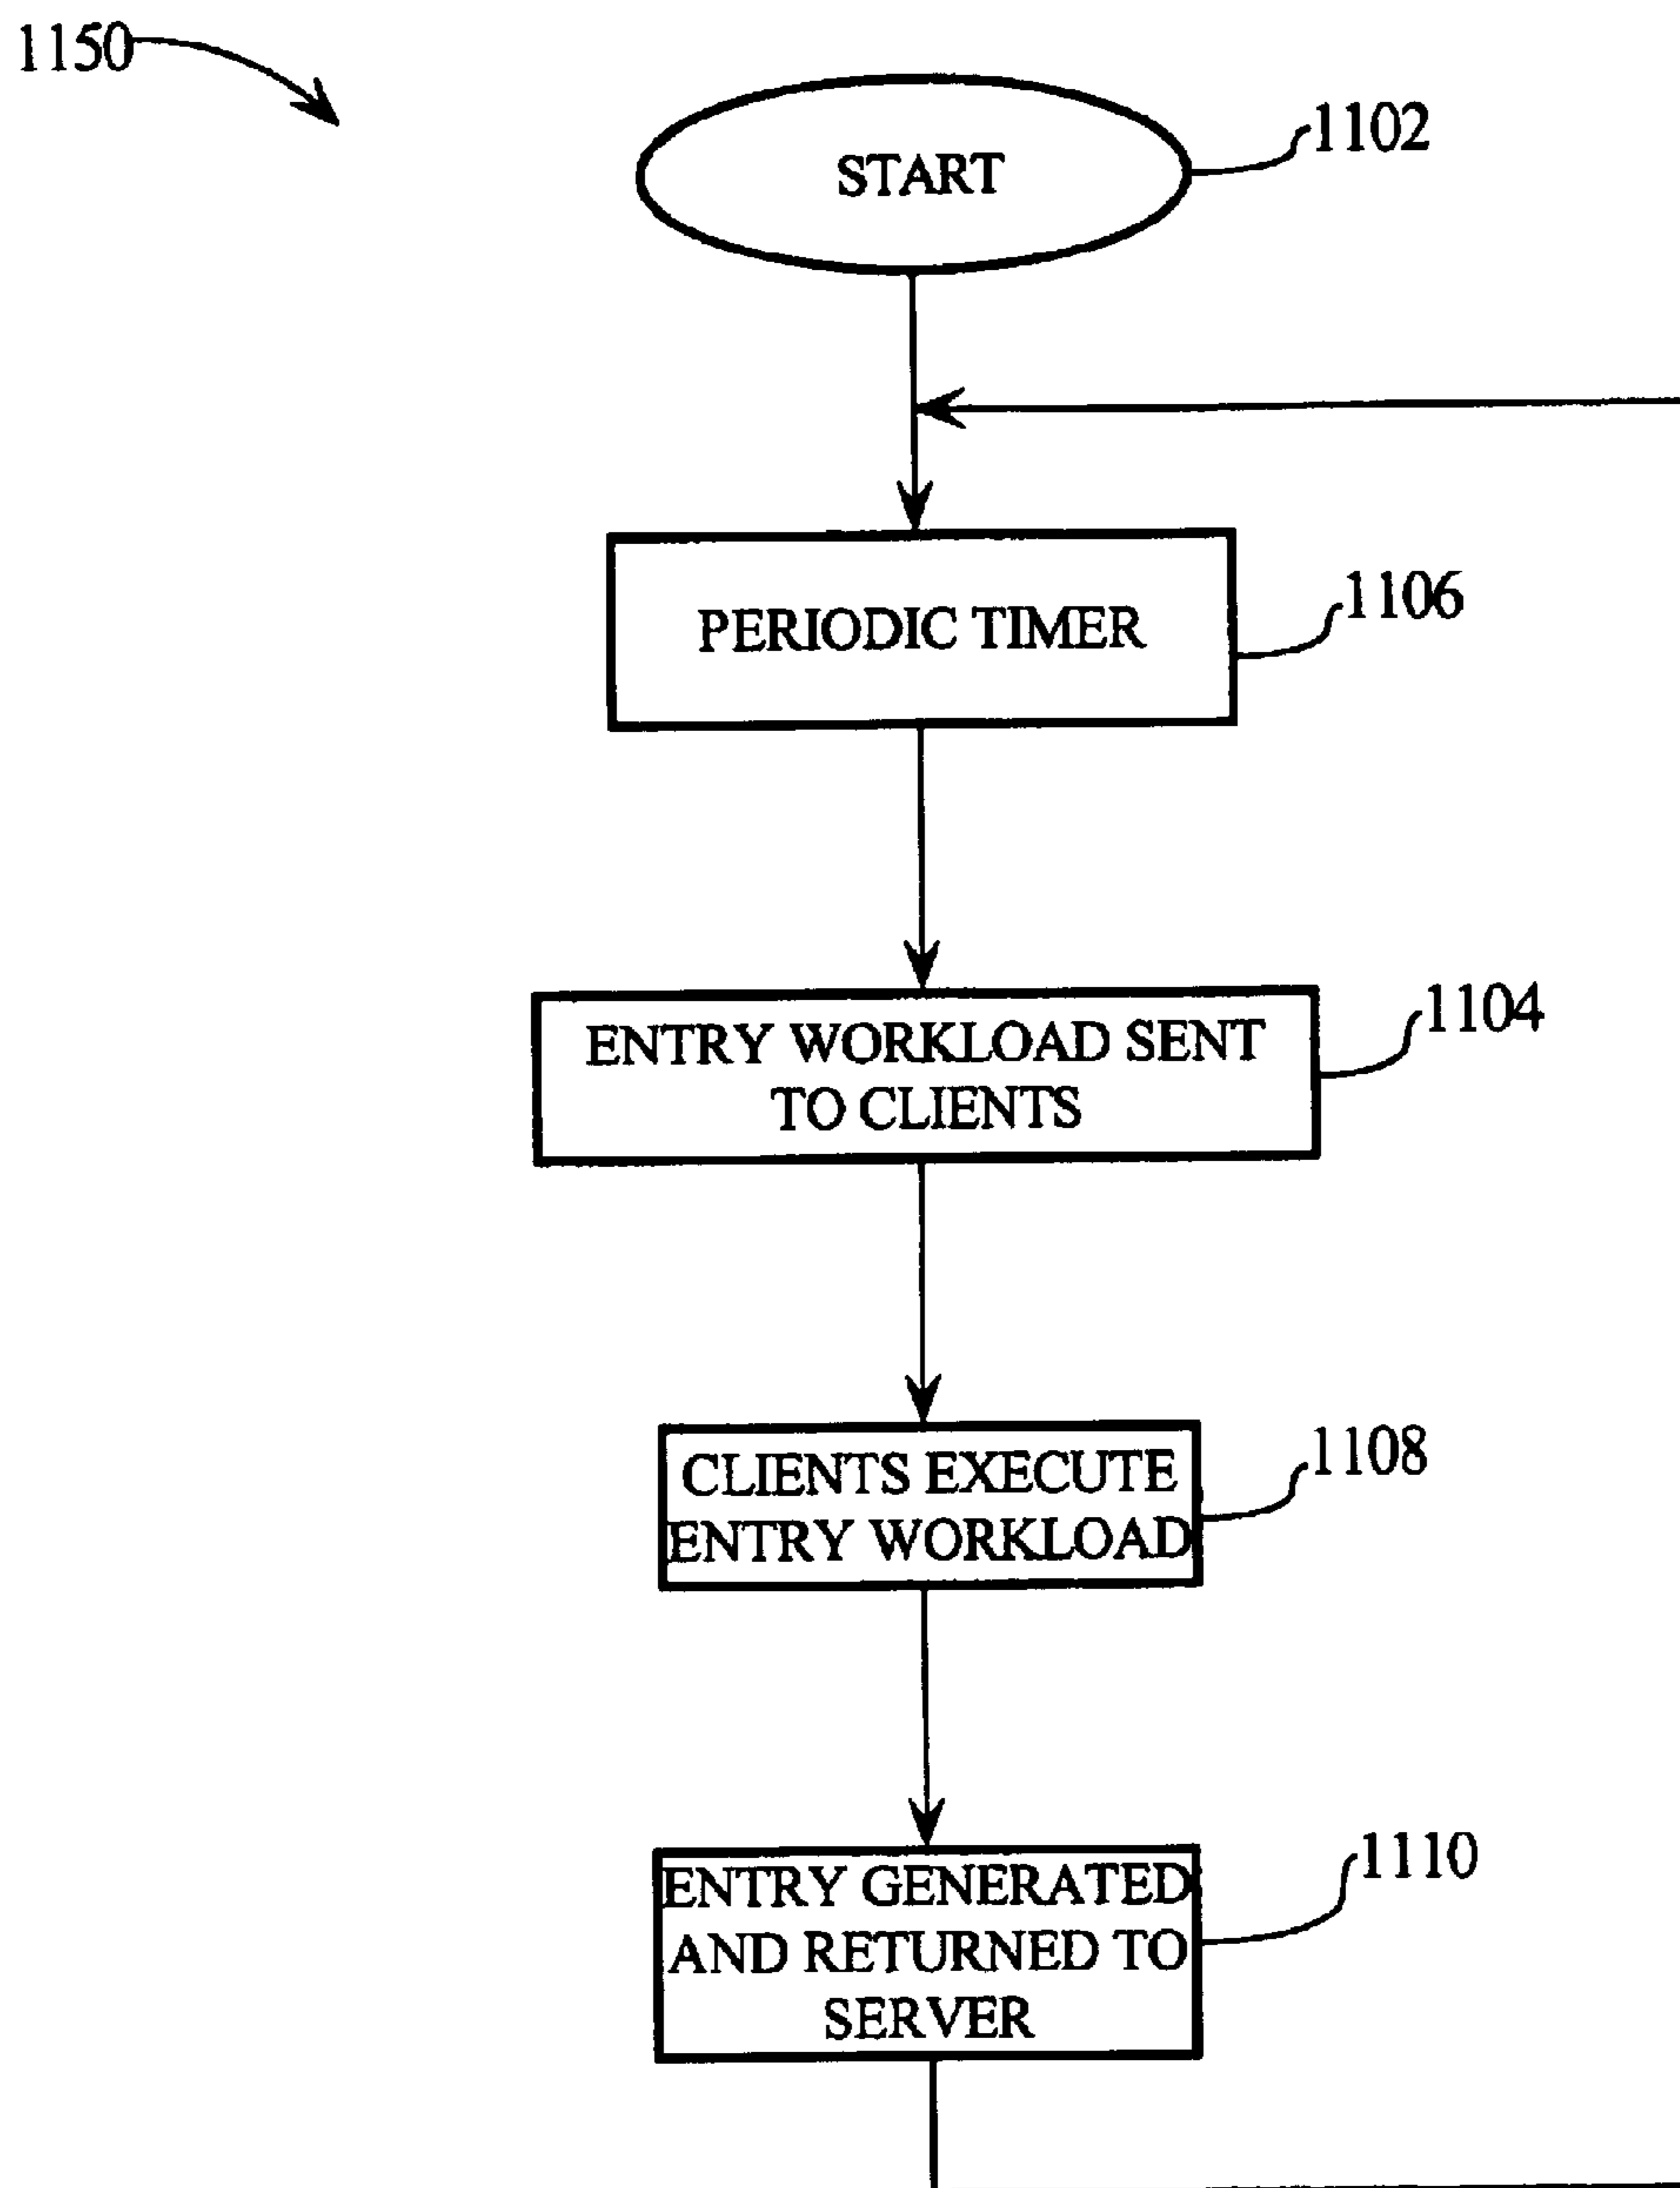 1150
START
1102
PERIODIC TIMER
1106
ENTRY WORKLOAD SENT
TO CLIENTS
1104
CLIENTS EXECUTE
ENTRY WORKLOAD
1108
ENTRY GENERATED
AND RETURNED TO
SERVER
1110